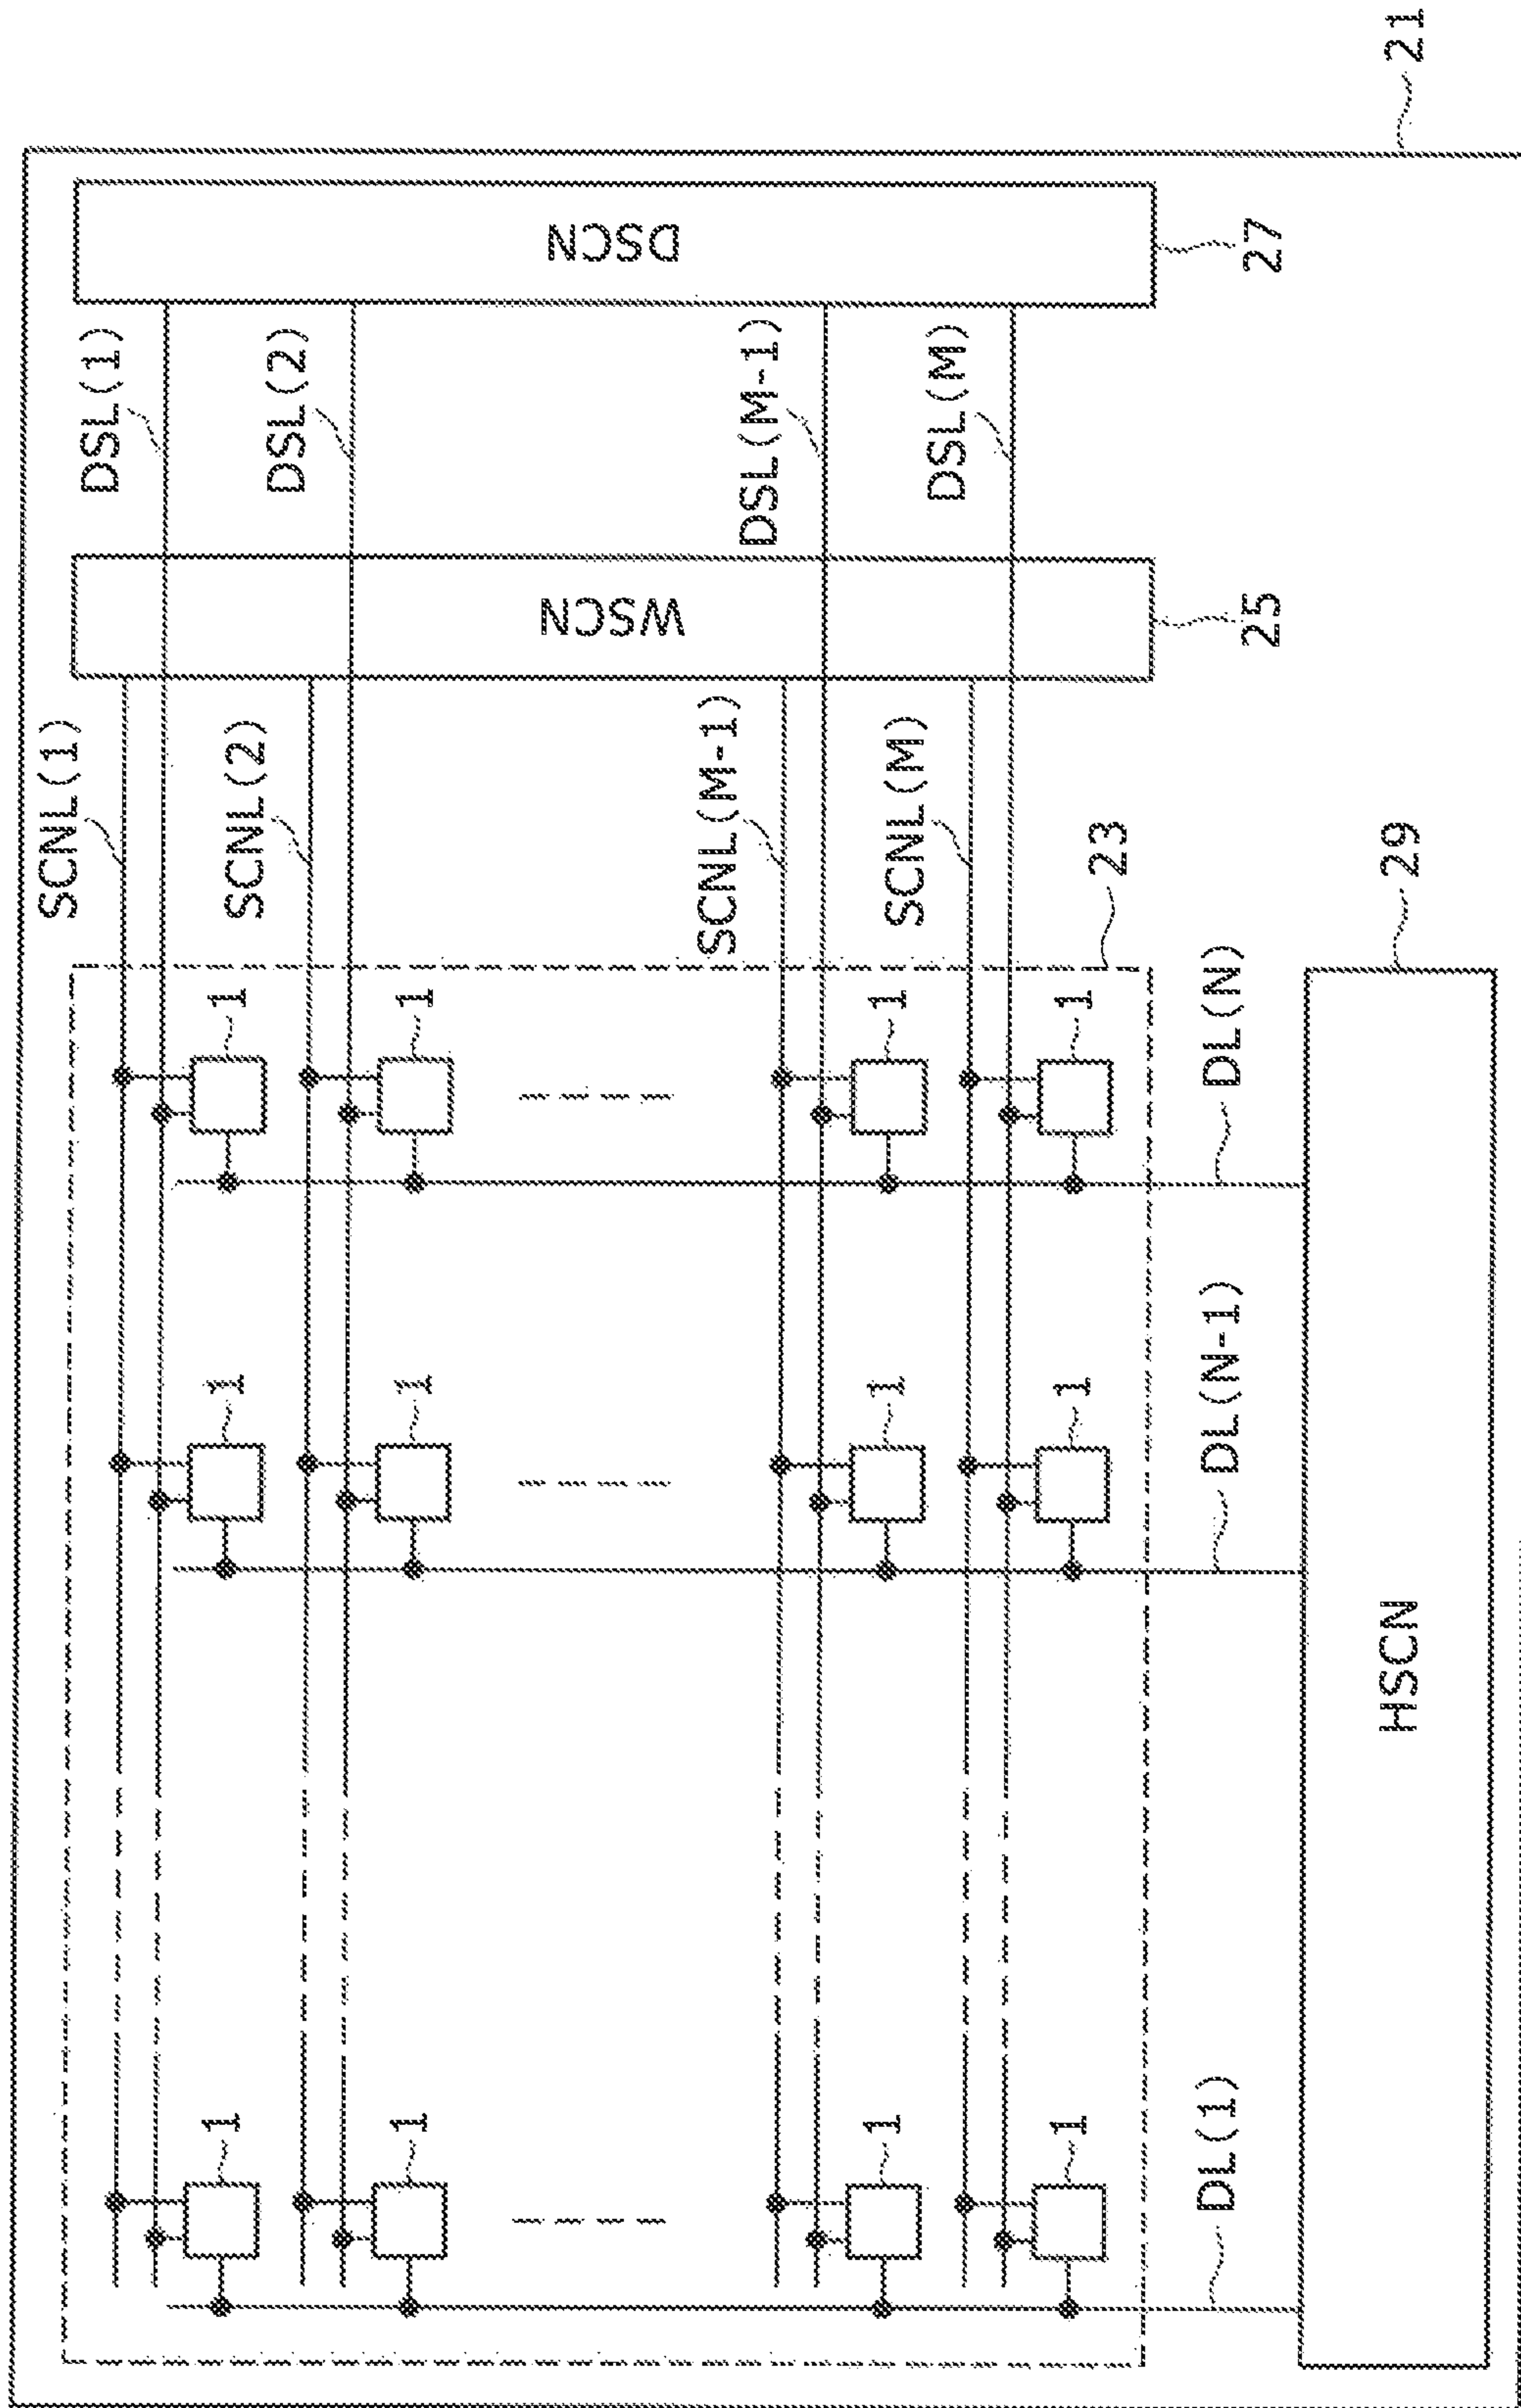 SCNL(1)
DSL(1)
1
1
1
SCNL(2)
DSL(2)
1
1
1
WSCN
DSCN
SCNL(M-1)
DSL(M-1)
1
1
1
SCNL(M)
DSL(M)
1
1
1
23
DL(1)
DL(N-1)
DL(N)
25
27
HSCN
29
21